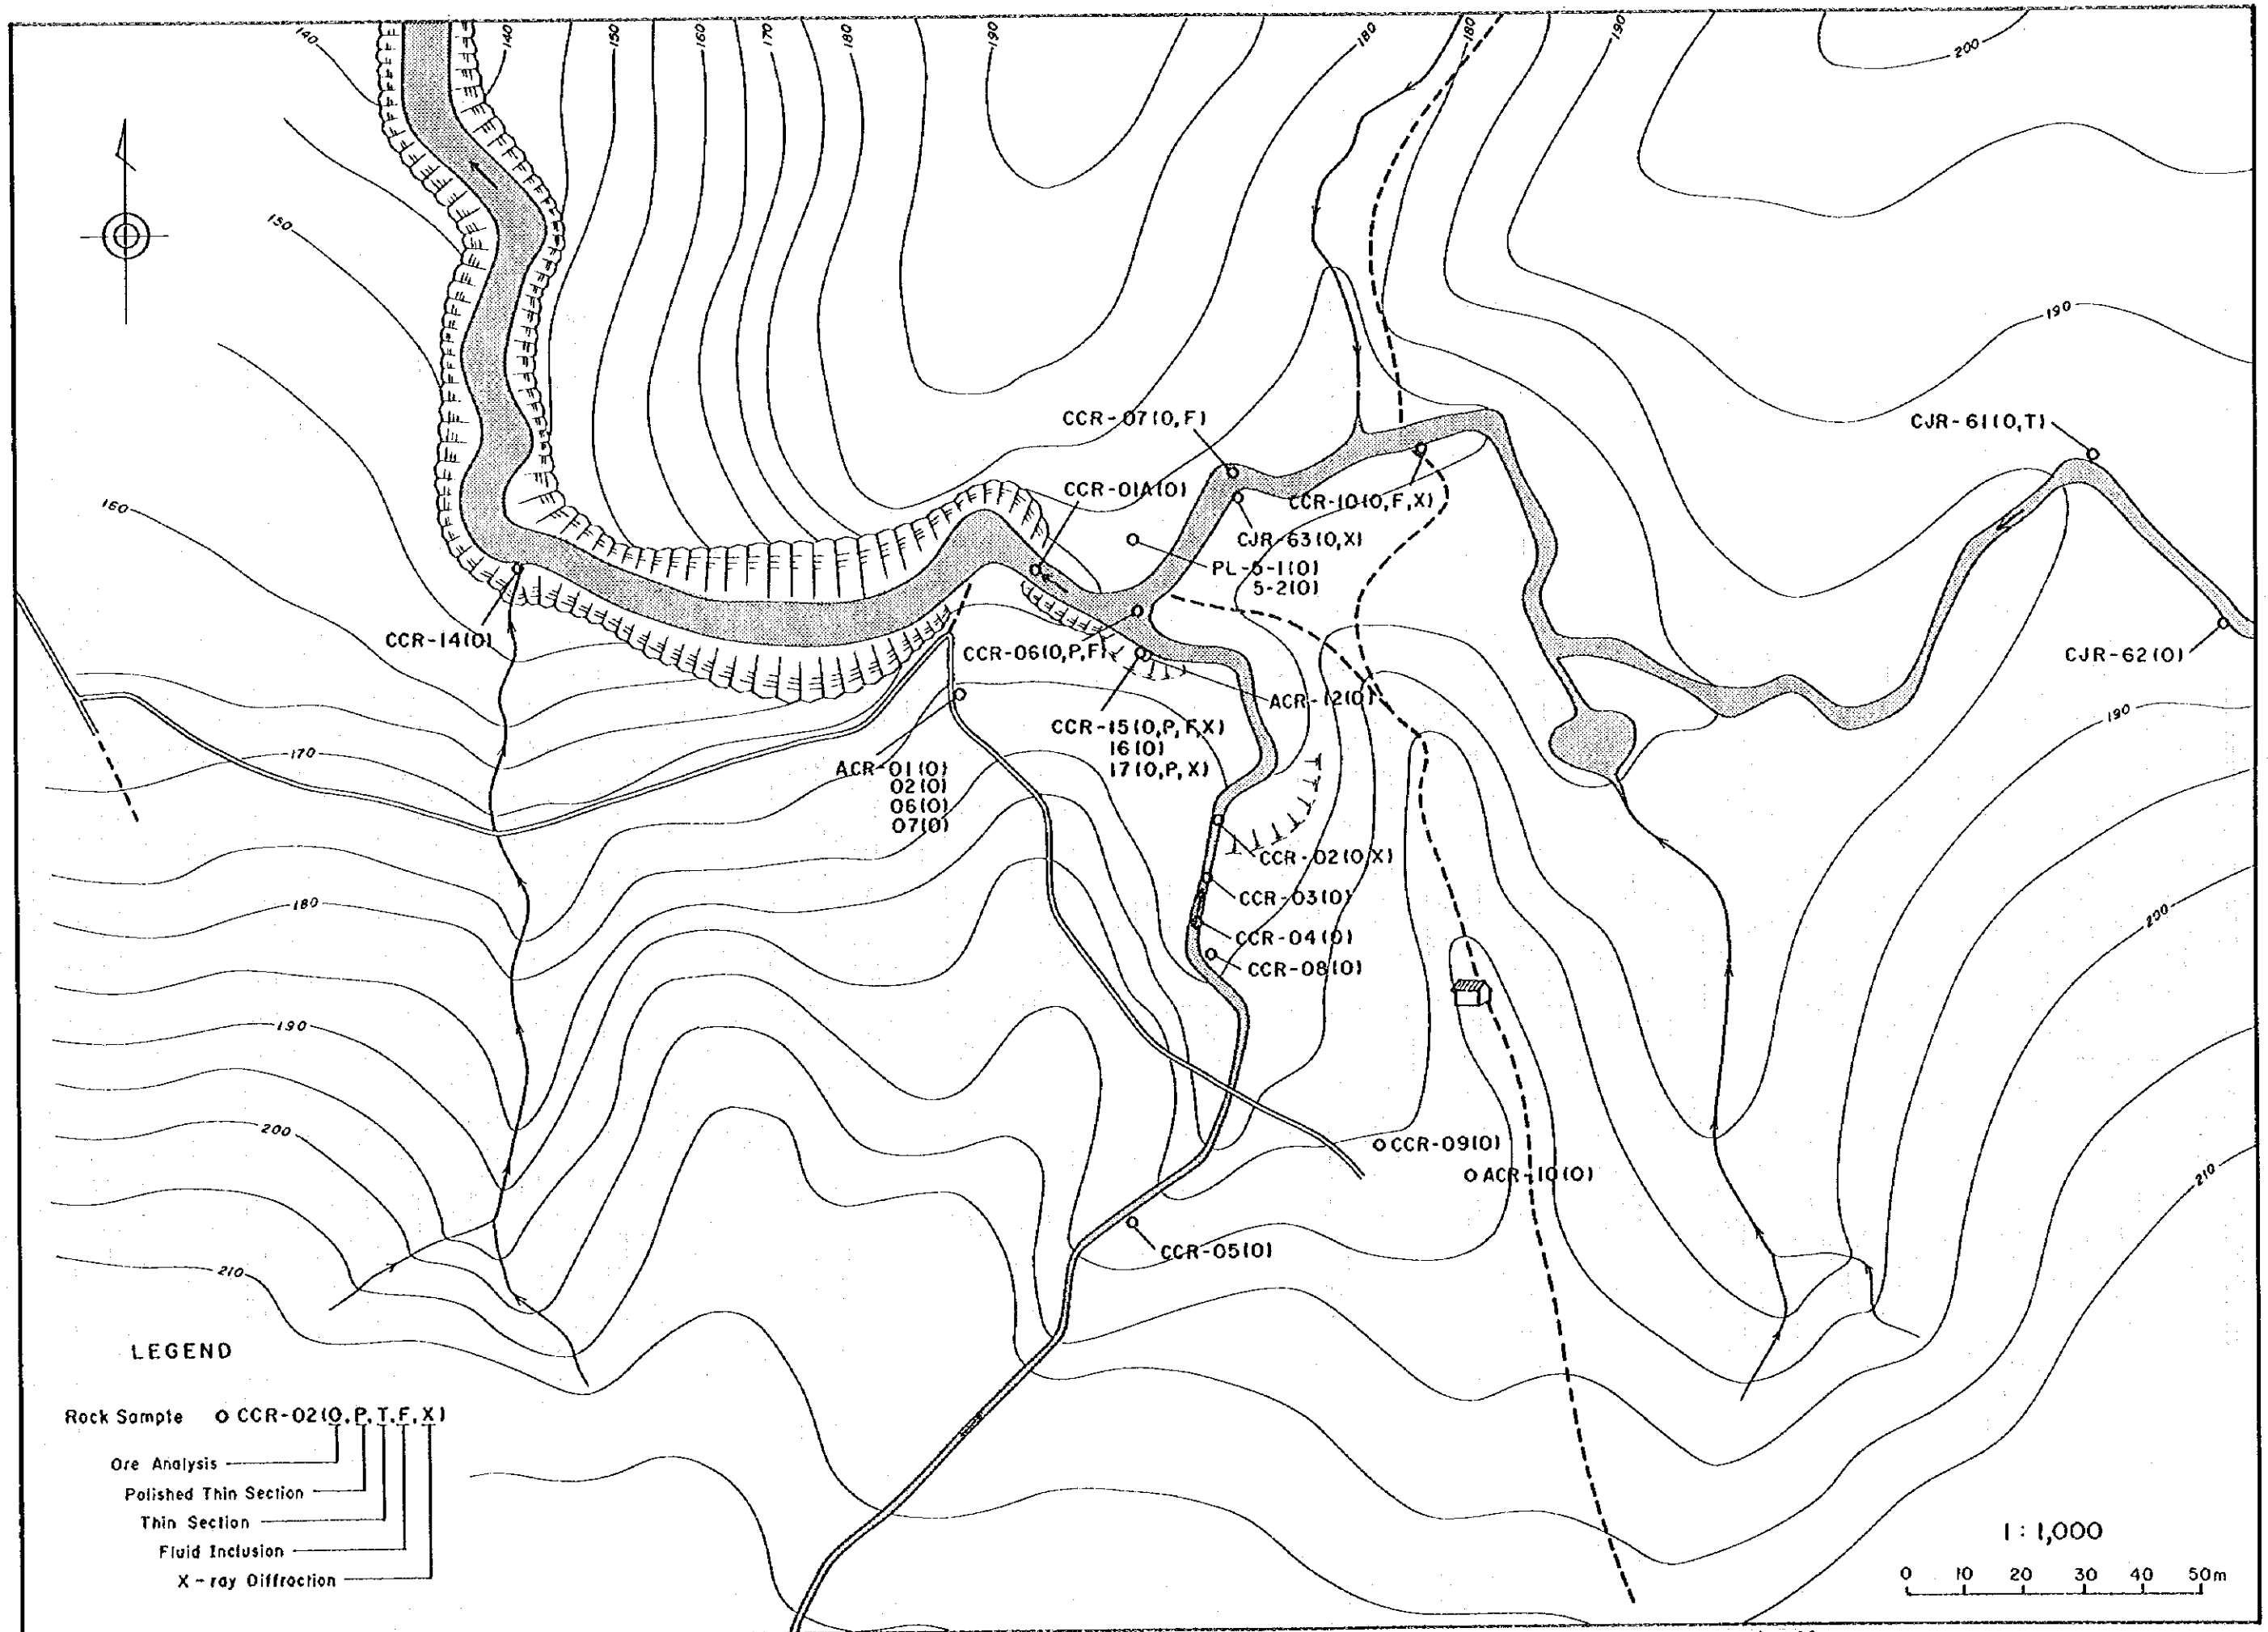 140
140
150
160
170
180
190
180
180
190
200
150
190
CCR-07(O,F)
CJR-61(O,T)
CCR-01A(O)
CCR-10(O,F,X)
160
CJR-63(O,X)
PL-5-1(O)
5-2(O)
CCR-14(O)
CCR-06(O,P,F)
CJR-62(O)
ACR-12(O)
190
CCR-15(O,P,F,X)
16(O)
17(O,P,X)
170
ACR-01(O)
02(O)
06(O)
07(O)
CCR-02(O,X)
CCR-03(O)
180
200
CCR-04(O)
CCR-08(O)
190
200
CCR-09(O)
ACR-10(O)
210
CCR-05(O)
210
LEGEND
Rock Sample CCR-02(O,P,T,F,X)
Ore Analysis
Polished Thin Section
Thin Section
Fluid Inclusion
X-ray Diffraction
1:1,000
0 10 20 30 40 50m